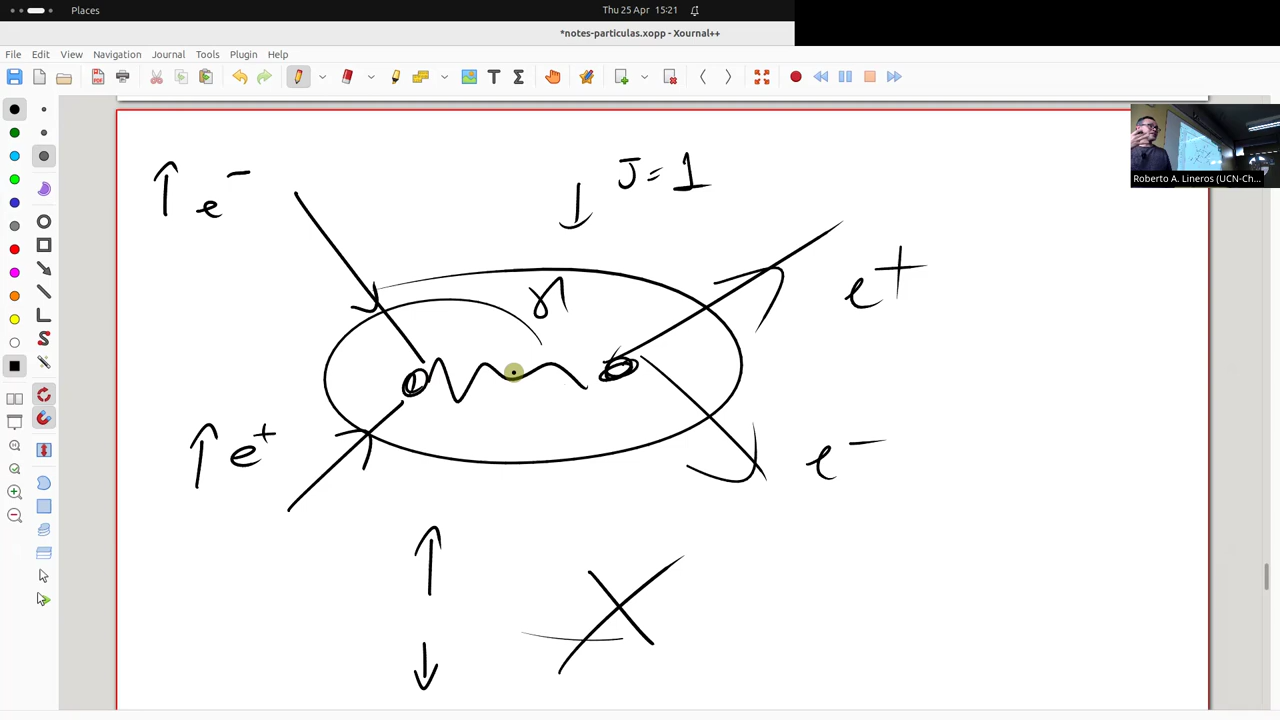 Places
Thu 25 Apr 15:21
*notes-particulas.xopp - Xournal++
File Edit View Navigation Journal Tools Plugin Help
Roberto A. Lineros (UCN-Ch...
↑ e⁻
↓ J = 1
γ
e⁺
↑ e⁺
e⁻
↑
↓